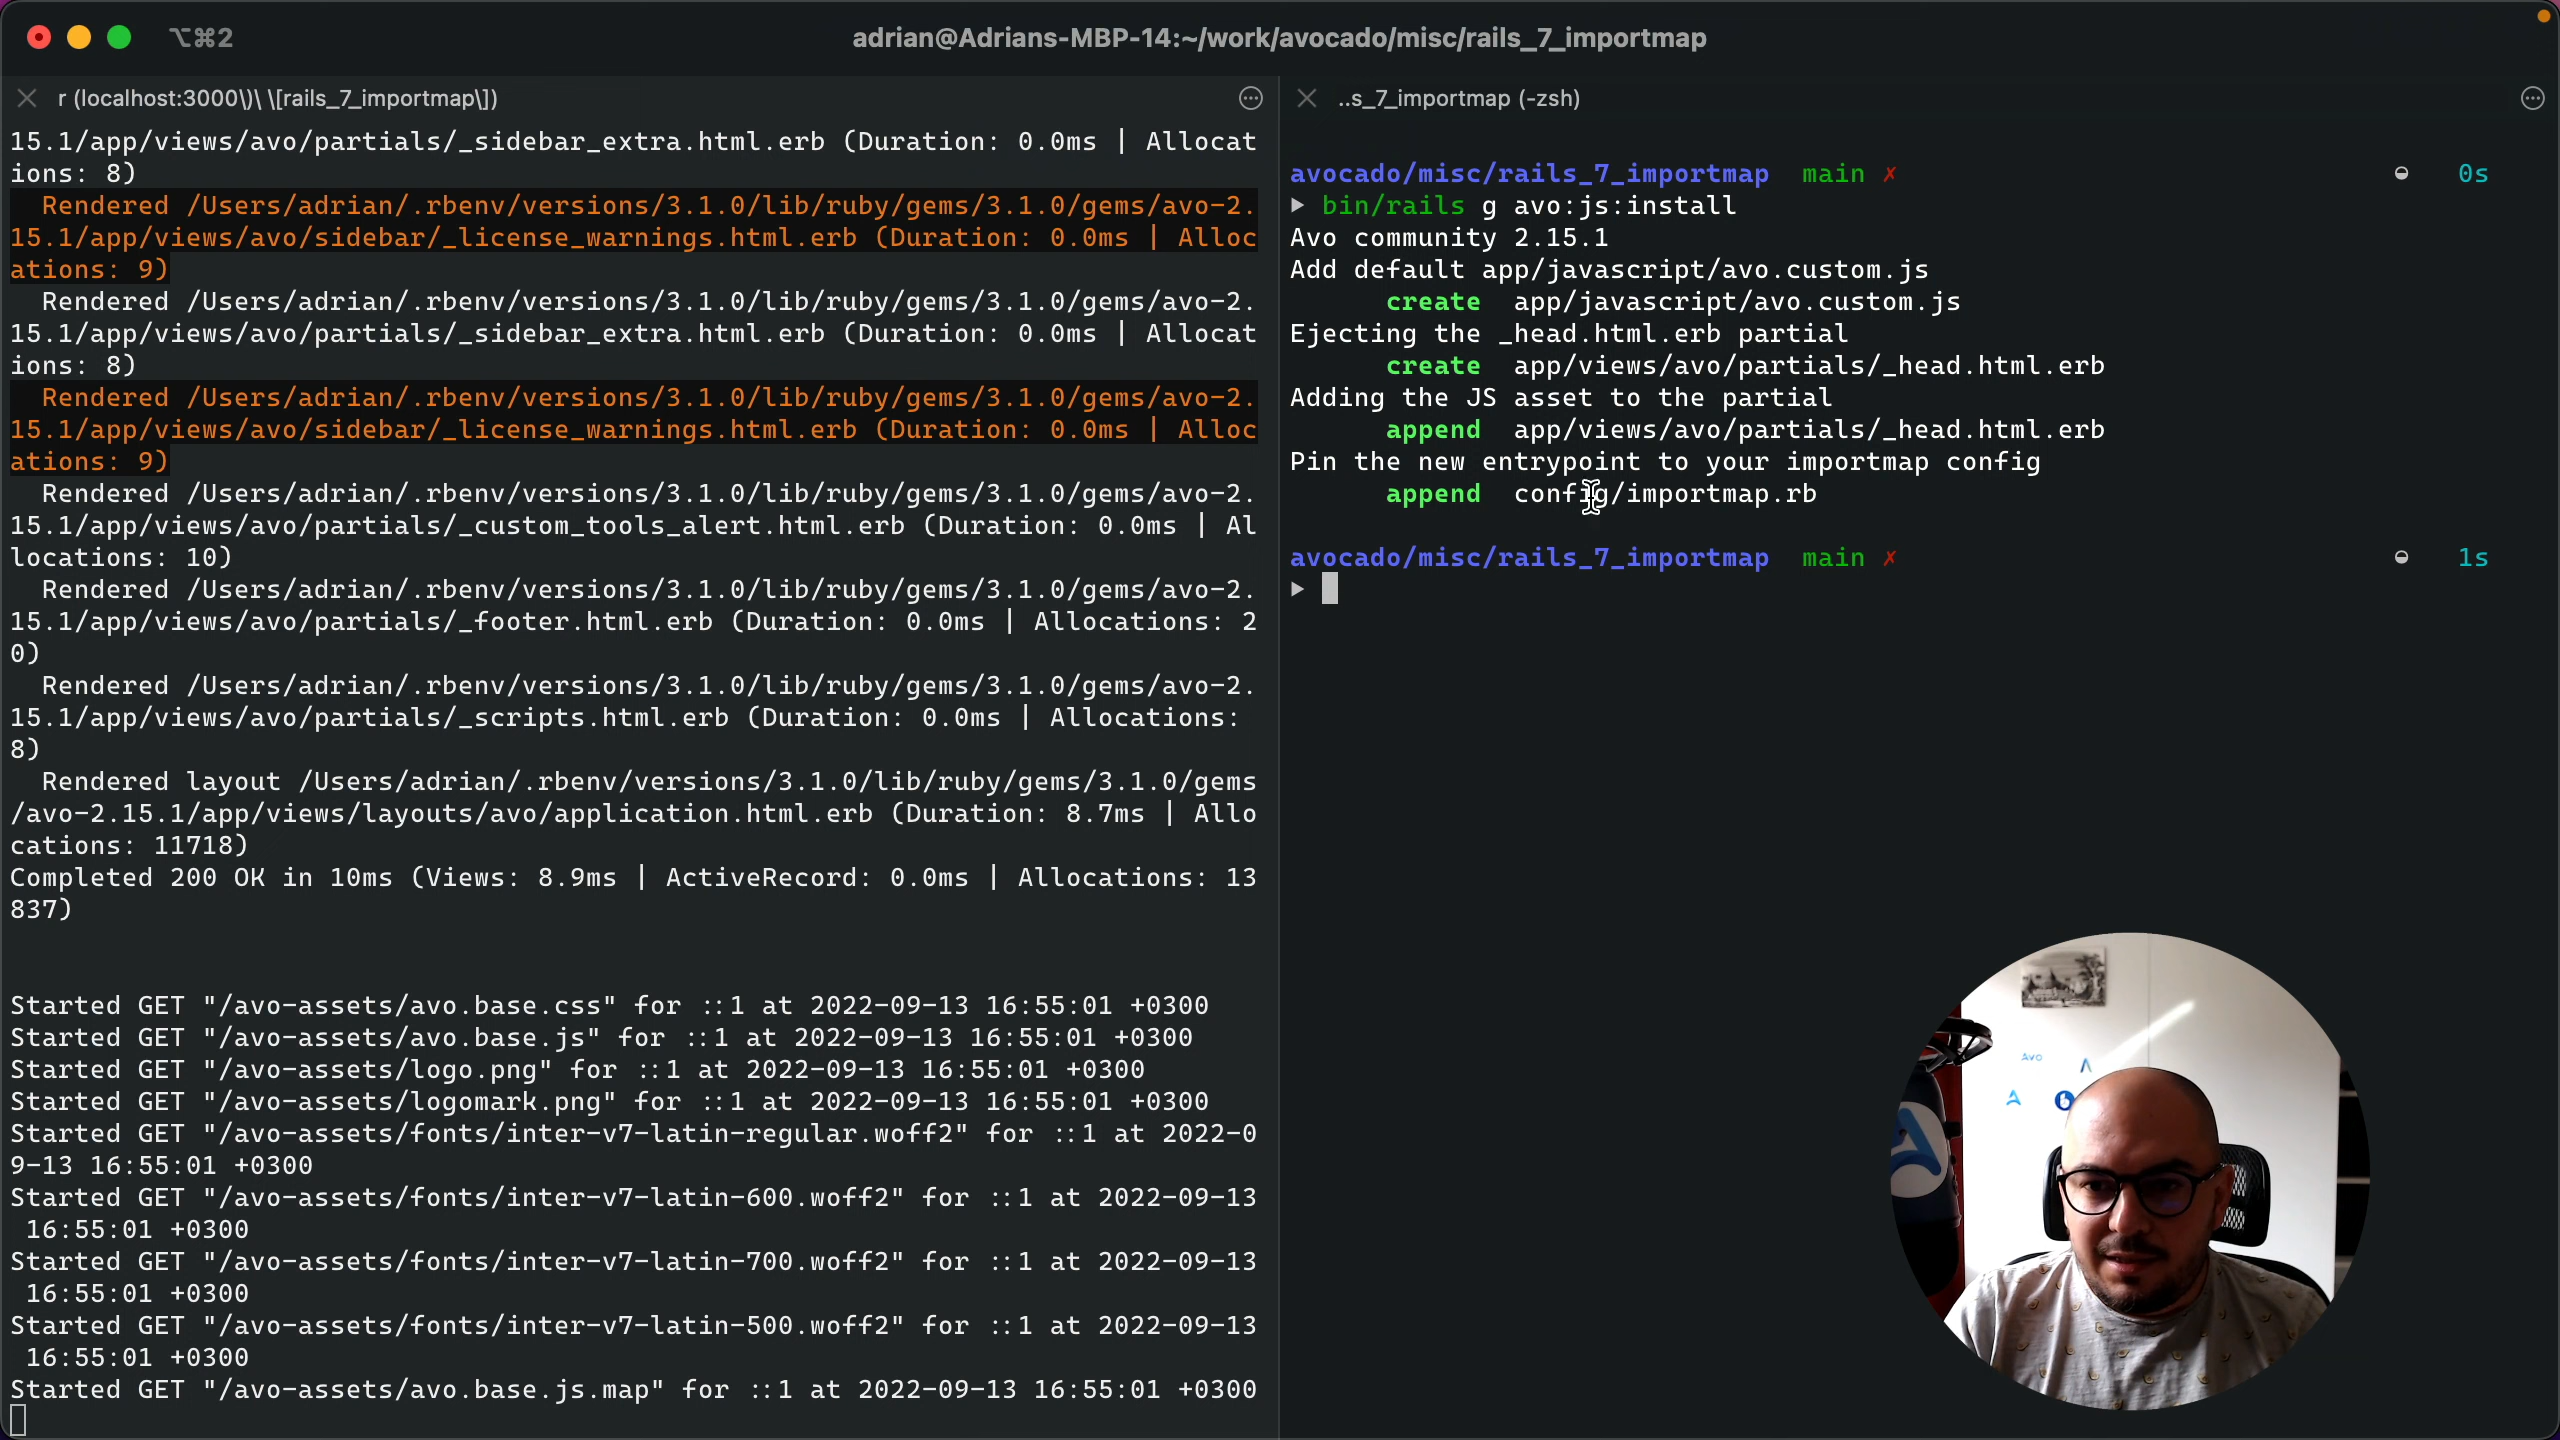 ⌥⌘2
adrian@Adrians-MBP-14:~/work/avocado/misc/rails_7_importmap
r (localhost:3000\)\ \[rails_7_importmap\])
15.1/app/views/avo/partials/_sidebar_extra.html.erb (Duration: 0.0ms | Allocat
ions: 8)
  Rendered /Users/adrian/.rbenv/versions/3.1.0/lib/ruby/gems/3.1.0/gems/avo-2.
15.1/app/views/avo/sidebar/_license_warnings.html.erb (Duration: 0.0ms | Alloc
ations: 9)
  Rendered /Users/adrian/.rbenv/versions/3.1.0/lib/ruby/gems/3.1.0/gems/avo-2.
15.1/app/views/avo/partials/_sidebar_extra.html.erb (Duration: 0.0ms | Allocat
ions: 8)
  Rendered /Users/adrian/.rbenv/versions/3.1.0/lib/ruby/gems/3.1.0/gems/avo-2.
15.1/app/views/avo/sidebar/_license_warnings.html.erb (Duration: 0.0ms | Alloc
ations: 9)
  Rendered /Users/adrian/.rbenv/versions/3.1.0/lib/ruby/gems/3.1.0/gems/avo-2.
15.1/app/views/avo/partials/_custom_tools_alert.html.erb (Duration: 0.0ms | Al
locations: 10)
  Rendered /Users/adrian/.rbenv/versions/3.1.0/lib/ruby/gems/3.1.0/gems/avo-2.
15.1/app/views/avo/partials/_footer.html.erb (Duration: 0.0ms | Allocations: 2
0)
  Rendered /Users/adrian/.rbenv/versions/3.1.0/lib/ruby/gems/3.1.0/gems/avo-2.
15.1/app/views/avo/partials/_scripts.html.erb (Duration: 0.0ms | Allocations:
8)
  Rendered layout /Users/adrian/.rbenv/versions/3.1.0/lib/ruby/gems/3.1.0/gems
/avo-2.15.1/app/views/layouts/avo/application.html.erb (Duration: 8.7ms | Allo
cations: 11718)
Completed 200 OK in 10ms (Views: 8.9ms | ActiveRecord: 0.0ms | Allocations: 13
837)
Started GET "/avo-assets/avo.base.css" for ::1 at 2022-09-13 16:55:01 +0300
Started GET "/avo-assets/avo.base.js" for ::1 at 2022-09-13 16:55:01 +0300
Started GET "/avo-assets/logo.png" for ::1 at 2022-09-13 16:55:01 +0300
Started GET "/avo-assets/logomark.png" for ::1 at 2022-09-13 16:55:01 +0300
Started GET "/avo-assets/fonts/inter-v7-latin-regular.woff2" for ::1 at 2022-0
9-13 16:55:01 +0300
Started GET "/avo-assets/fonts/inter-v7-latin-600.woff2" for ::1 at 2022-09-13
 16:55:01 +0300
Started GET "/avo-assets/fonts/inter-v7-latin-700.woff2" for ::1 at 2022-09-13
 16:55:01 +0300
Started GET "/avo-assets/fonts/inter-v7-latin-500.woff2" for ::1 at 2022-09-13
 16:55:01 +0300
Started GET "/avo-assets/avo.base.js.map" for ::1 at 2022-09-13 16:55:01 +0300
..s_7_importmap (-zsh)
avocado/misc/rails_7_importmap  main ✗ 0s
▶ bin/rails g avo:js:install
Avo community 2.15.1
Add default app/javascript/avo.custom.js
      create  app/javascript/avo.custom.js
Ejecting the _head.html.erb partial
      create  app/views/avo/partials/_head.html.erb
Adding the JS asset to the partial
      append  app/views/avo/partials/_head.html.erb
Pin the new entrypoint to your importmap config
      append  config/importmap.rb
avocado/misc/rails_7_importmap  main ✗ 1s
▶
Avo